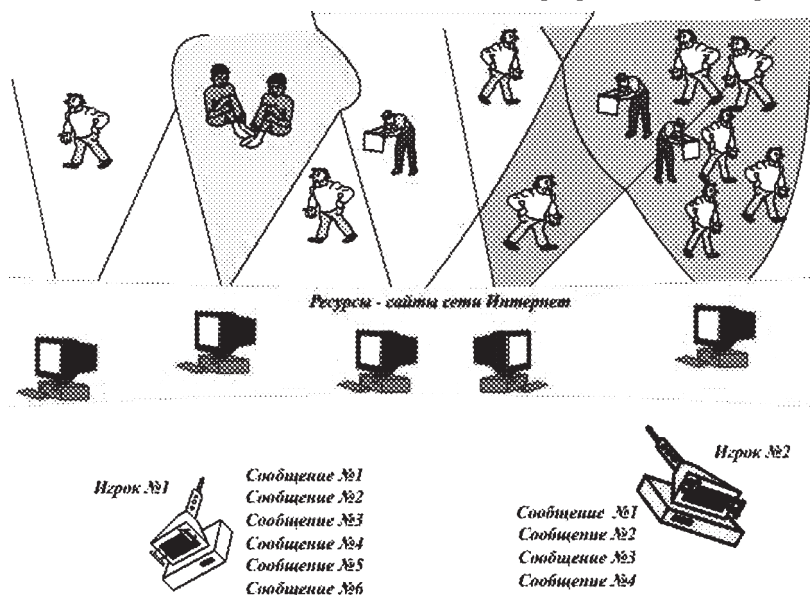 Ресурсы - сайты сети Интернет
Игрок №1
Сообщение №1
Сообщение №2
Сообщение №3
Сообщение №4
Сообщение №5
Сообщение №6
Игрок №2
Сообщение №1
Сообщение №2
Сообщение №3
Сообщение №4